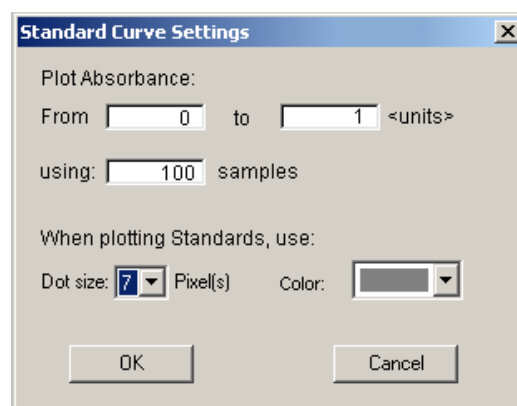 Standard Curve Settings
Plot Absorbance:
From 0 to 1 <units>
using: 100 samples
When plotting Standards, use:
Dot size: 7 Pixel(s) Color:
OK Cancel